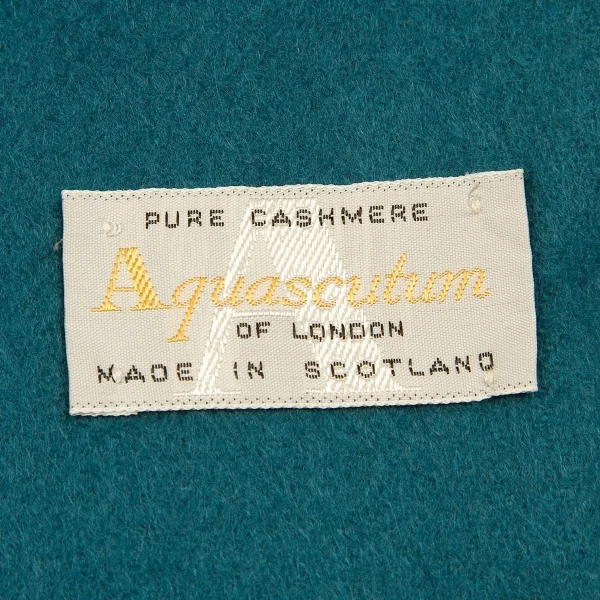 PURE CASHMERE
Aquascutum
OF LONDON
MADE IN SCOTLAND